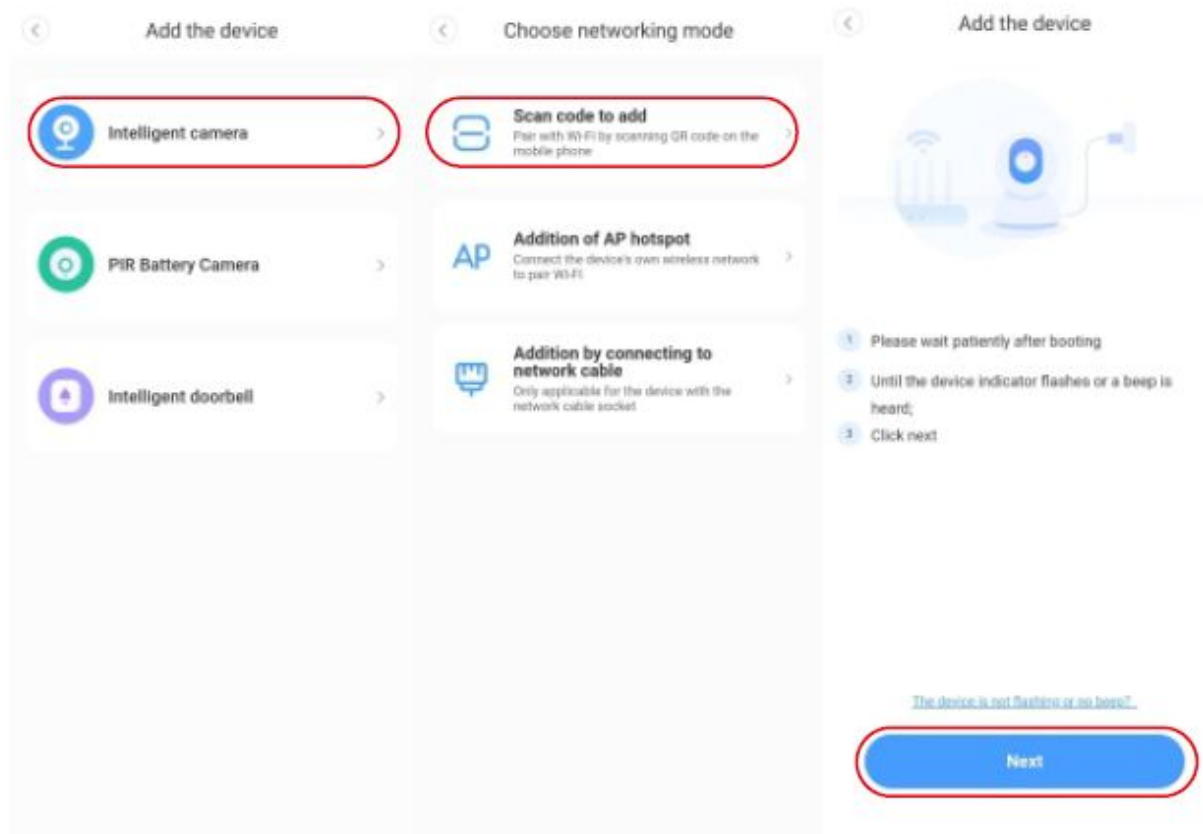 Add the device
Intelligent camera
PIR Battery Camera
Intelligent doorbell
Choose networking mode
Scan code to add
Pair with Wi-Fi by scanning QR code on the
mobile phone
AP
Addition of AP hotspot
Connect the device's own wireless network
to pair Wi-Fi
Addition by connecting to
network cable
Only applicable for the device with the
network cable socket
Add the device
1 Please wait patiently after booting
2 Until the device indicator flashes or a beep is
heard;
3 Click next
The device is not flashing or no beep?
Next